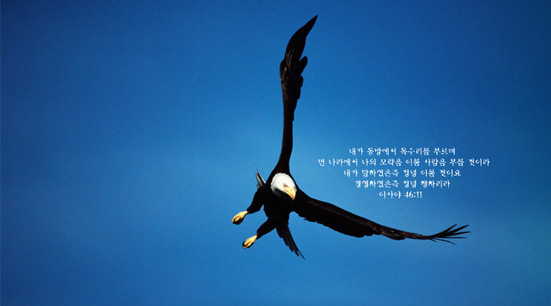 내가 동방에서 독수리를 부르며
먼 나라에서 나의 모략을 이룰 사람을 부를 것이라
내가 말하였은즉 정녕 이룰 것이요
경영하였은즉 정녕 행하리라
이사야 46:11